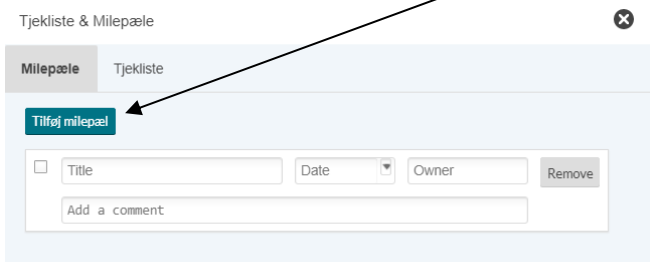 Tjekliste & Milepæle
Milepæle Tjekliste
Tilføj milepæl
Title Date Owner Remove
Add a comment